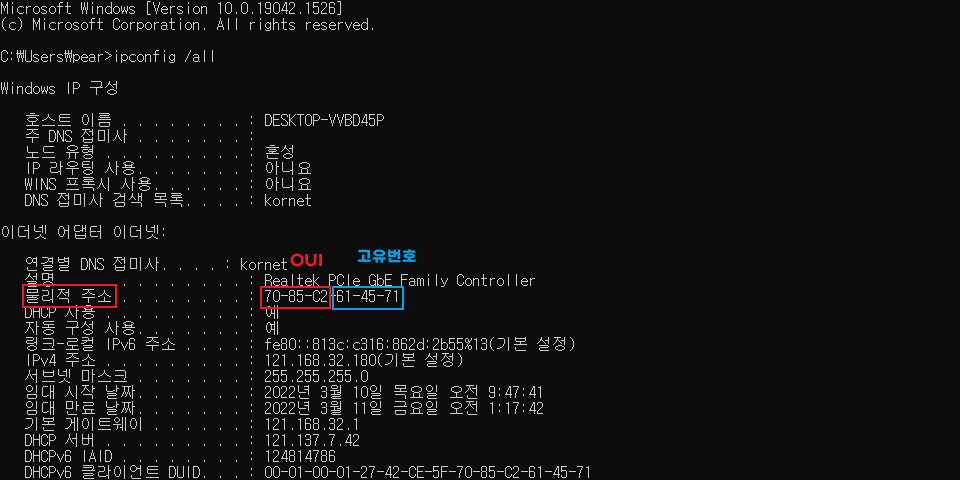 Microsoft Windows [Version 10.0.19042.1526]
(c) Microsoft Corporation. All rights reserved.
C:\Users\pear>ipconfig /all
Windows IP 구성
호스트 이름 . . . . . . . . : DESKTOP-VVBD45P
주 DNS 접미사 . . . . . . . :
노드 유형 . . . . . . . . . : 혼성
IP 라우팅 사용. . . . . . . : 아니요
WINS 프록시 사용. . . . . . : 아니요
DNS 접미사 검색 목록. . . . : kornet
이더넷 어댑터 이더넷:
OUI 고유번호
연결별 DNS 접미사. . . . : kornet
설명. . . . . . . . . . . . : Realtek PCIe GbE Family Controller
물리적 주소 . . . . . . . . : 70-85-C2-61-45-71
DHCP 사용 . . . . . . . . . : 예
자동 구성 사용. . . . . . . : 예
링크-로컬 IPv6 주소 . . . . : fe80::813c:c316:862d:2b55%13(기본 설정)
IPv4 주소 . . . . . . . . . : 121.168.32.180(기본 설정)
서브넷 마스크 . . . . . . . : 255.255.255.0
임대 시작 날짜. . . . . . . : 2022년 3월 10일 목요일 오전 9:47:41
임대 만료 날짜. . . . . . . : 2022년 3월 11일 금요일 오전 1:17:42
기본 게이트웨이 . . . . . . : 121.168.32.1
DHCP 서버 . . . . . . . . . : 121.137.7.42
DHCPv6 IAID . . . . . . . . : 124814786
DHCPv6 클라이언트 DUID. . . : 00-01-00-01-27-42-CE-5F-70-85-C2-61-45-71